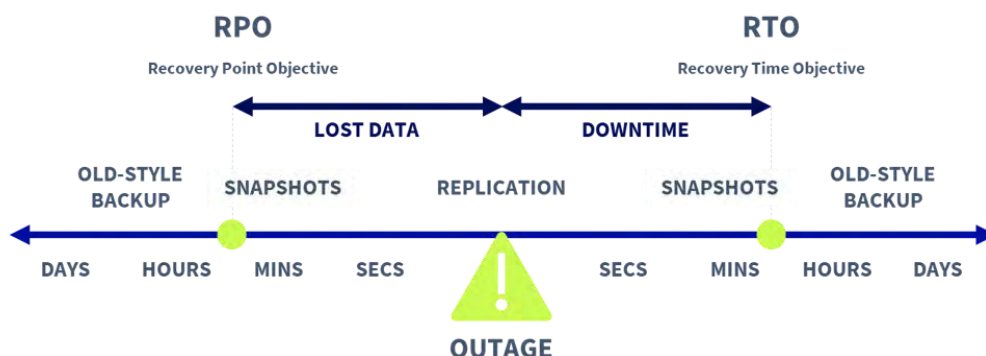 RPO
RTO
Recovery Point Objective
Recovery Time Objective
LOST DATA
DOWNTIME
OLD-STYLE
BACKUP
SNAPSHOTS
REPLICATION
SNAPSHOTS
OLD-STYLE
BACKUP
DAYS
HOURS
MINS
SECS
SECS
MINS
HOURS
DAYS
!
OUTAGE